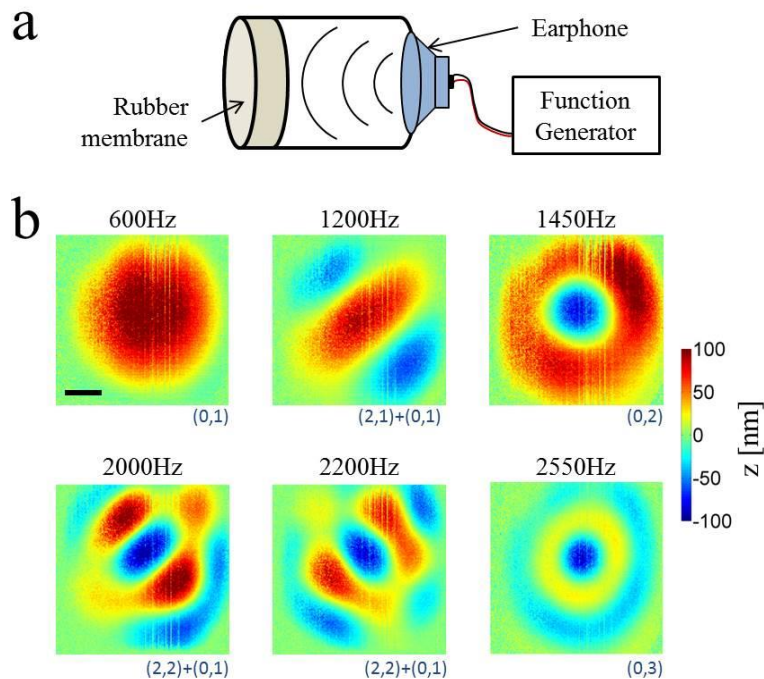 a
Earphone
Rubber
membrane
Function
Generator
b
600Hz
1200Hz
1450Hz
(0,1)
(2,1)+(0,1)
(0,2)
100
50
0
-50
-100
z [nm]
2000Hz
2200Hz
2550Hz
(2,2)+(0,1)
(2,2)+(0,1)
(0,3)